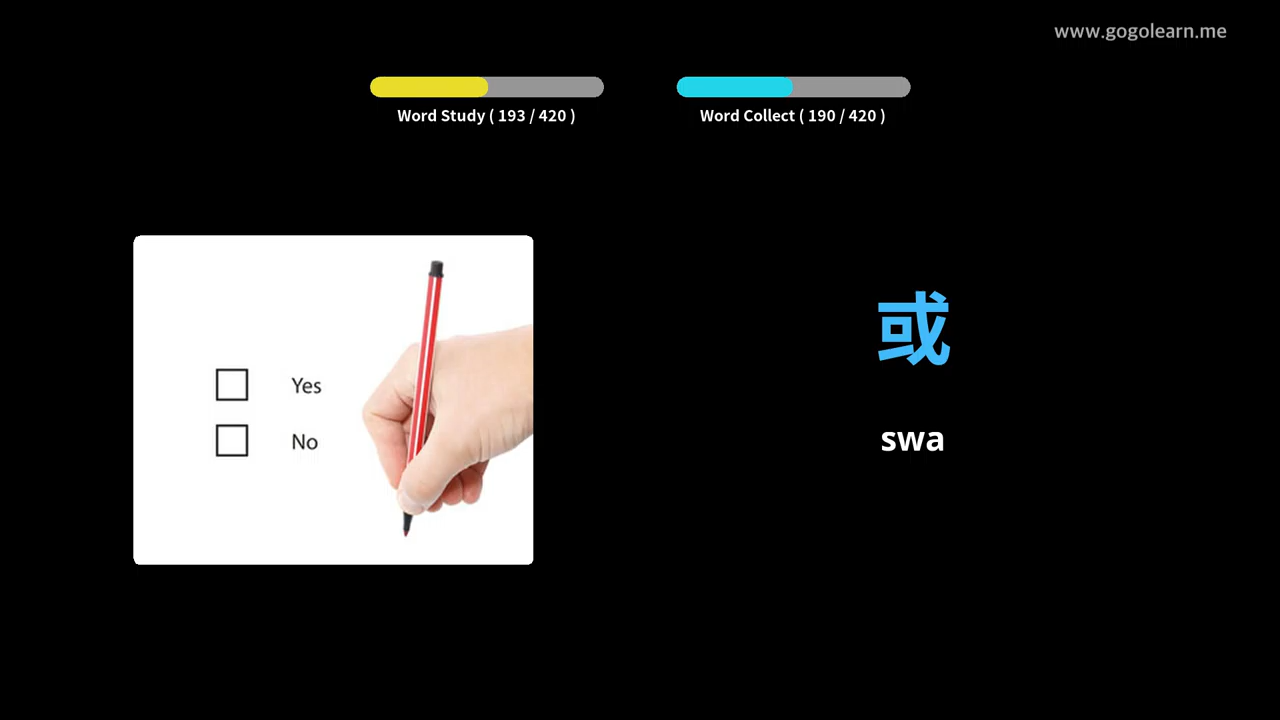 www.gogolearn.me
Word Study ( 193 / 420 )
Word Collect ( 190 / 420 )
Yes
No
或
swa